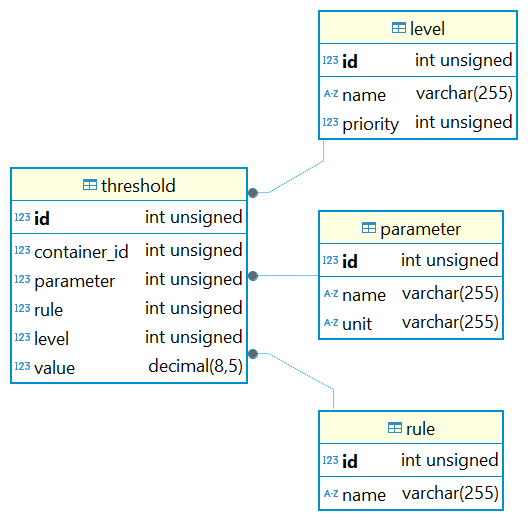 level
123 id int unsigned
A-Z name varchar(255)
123 priority int unsigned
threshold
123 id int unsigned
123 container_id int unsigned
123 parameter int unsigned
123 rule int unsigned
123 level int unsigned
123 value decimal(8,5)
parameter
123 id int unsigned
A-Z name varchar(255)
A-Z unit varchar(255)
rule
123 id int unsigned
A-Z name varchar(255)